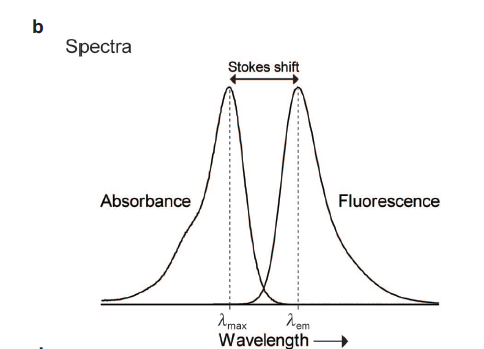 b
Spectra
Stokes shift
Absorbance
Fluorescence
λmax
λem
Wavelength